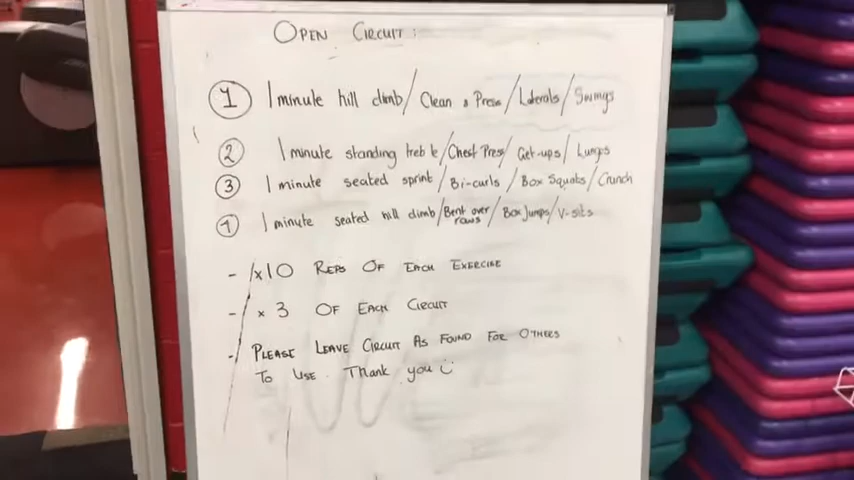 OPEN CIRCUIT:
1 1 minute hill climb/Clean & Press/Laterals/Swings
2 1 minute standing treb le/Chest Press/Get-ups/Lunges
3 1 minute seated sprint/Bi-curls/Box Squats/Crunch
4 1 minute seated hill climb/Bent over rows/Box Jumps/V-sits
- x10 REPS OF EACH EXERCISE
- x 3 OF EACH CIRCUIT
- PLEASE LEAVE CIRCUIT AS FOUND FOR OTHERS
TO USE. Thank you